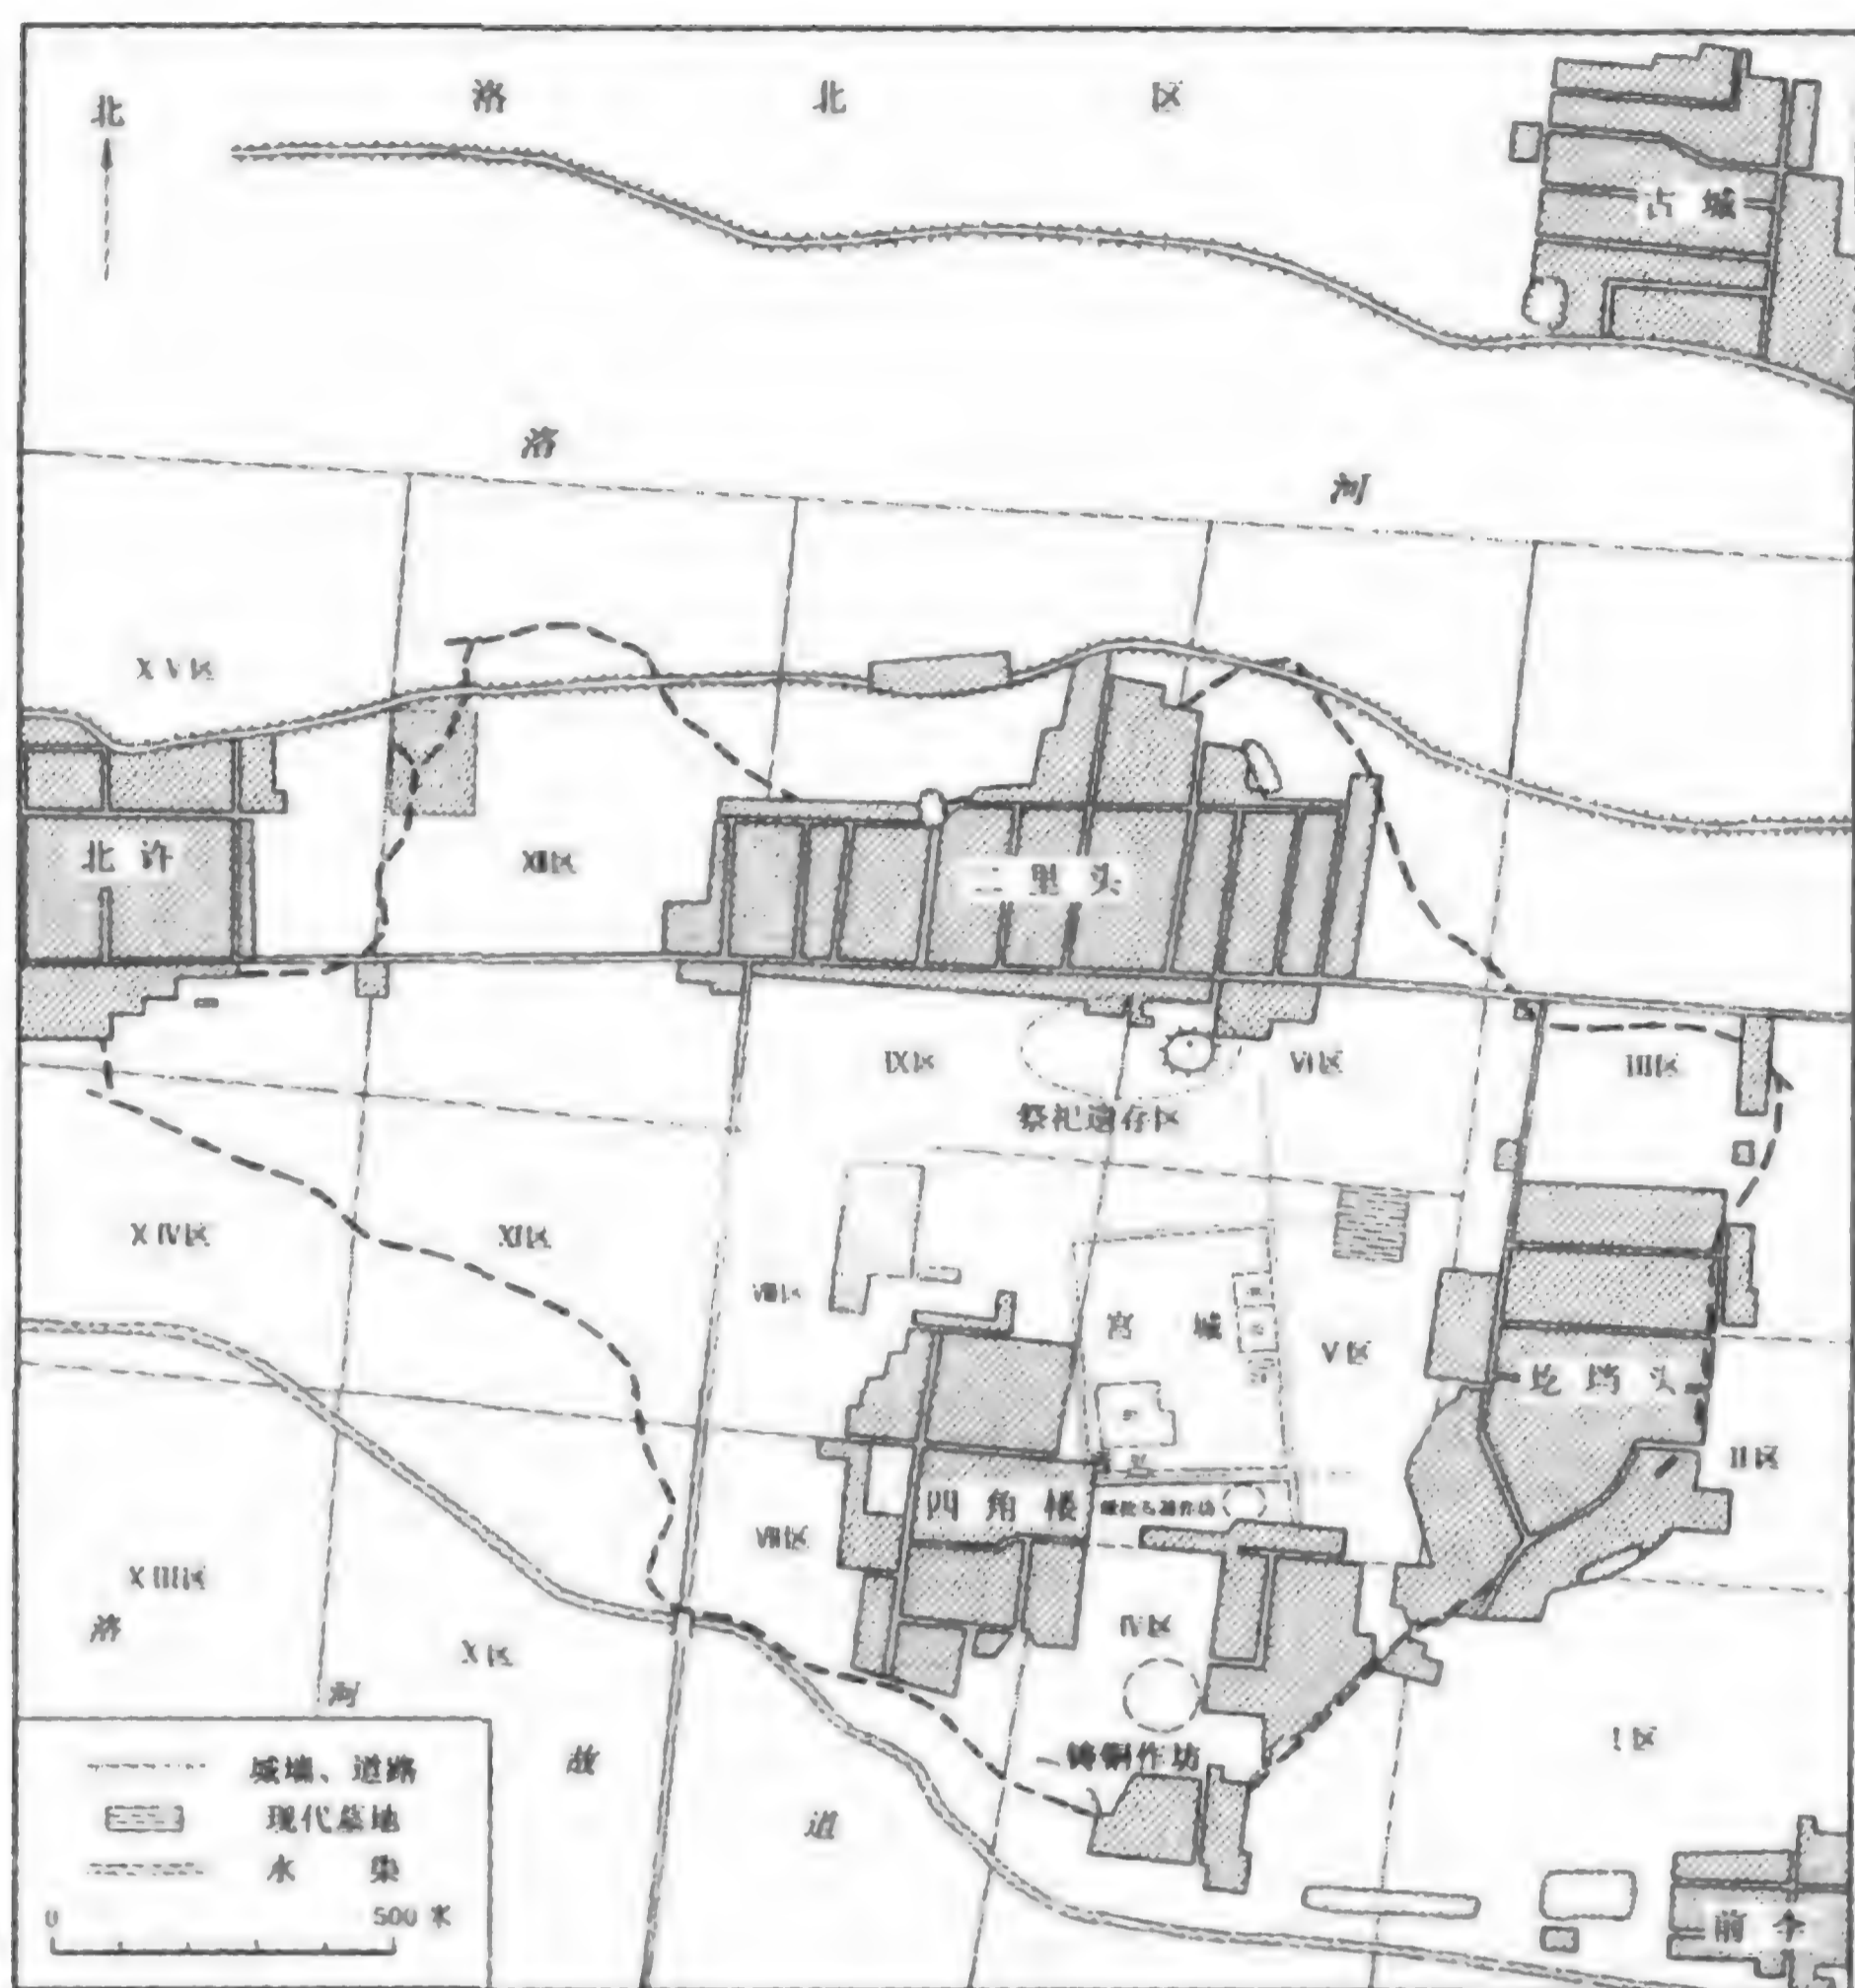 洛 北 区
北
古城
洛
河
XV区
北许
XII区
二里头
IX区
VI区
III区
祭祀遗存区
XIV区
XI区
VIII区
宫 城
V区
圪垱头
II区
四角楼
VII区
XIII区
洛
X区
河
IV区
I区
故
铸铜作坊
道
城墙、道路
现代墓地
水 渠
0
500 米
前李